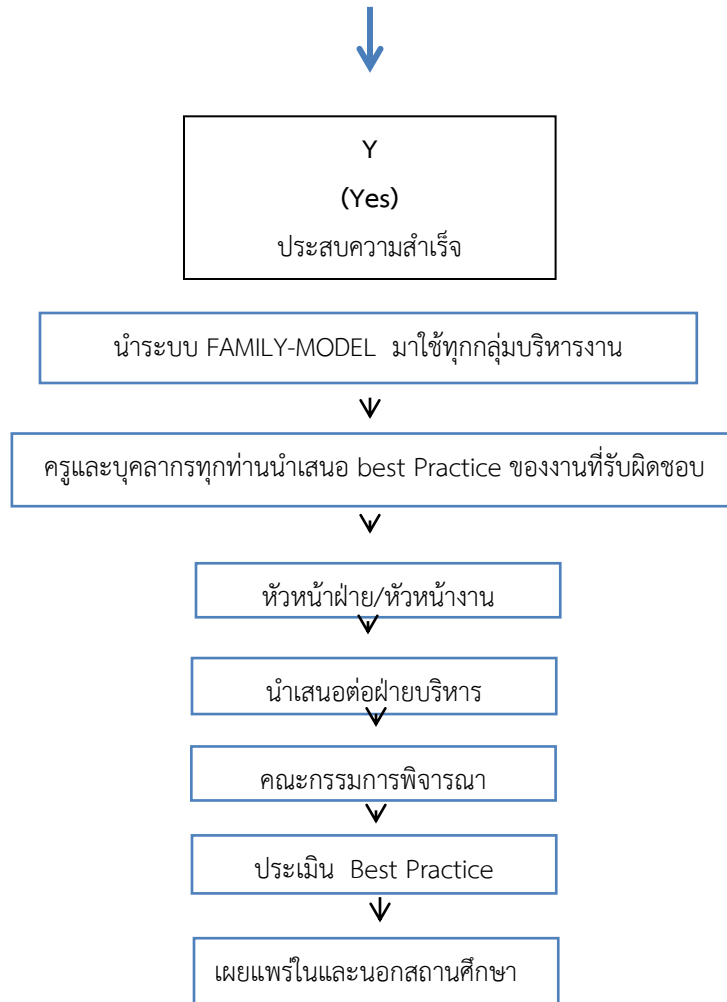 Y
(Yes)
ประสบความสำเร็จ
นำระบบ FAMILY-MODEL มาใช้ทุกกลุ่มบริหารงาน
ครูและบุคลากรทุกท่านนำเสนอ best Practice ของงานที่รับผิดชอบ
หัวหน้าฝ่าย/หัวหน้างาน
นำเสนอต่อฝ่ายบริหาร
คณะกรรมการพิจารณา
ประเมิน Best Practice
เผยแพร่ในและนอกสถานศึกษา